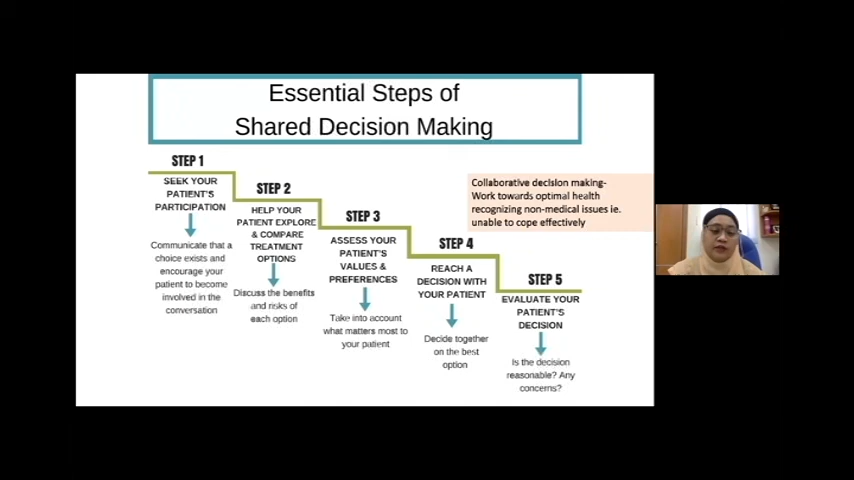 Essential Steps of
Shared Decision Making
STEP 1
SEEK YOUR
PATIENT'S
PARTICIPATION
Communicate that a
choice exists and
encourage your
patient to become
involved in the
conversation
STEP 2
HELP YOUR
PATIENT EXPLORE
& COMPARE
TREATMENT
OPTIONS
Discuss the benefits
and risks of
each option
STEP 3
ASSESS YOUR
PATIENT'S
VALUES &
PREFERENCES
Take into account
what matters most to
your patient
STEP 4
REACH A
DECISION WITH
YOUR PATIENT
Decide together
on the best
option
STEP 5
EVALUATE YOUR
PATIENT'S
DECISION
Is the decision
reasonable? Any
concerns?
Collaborative decision making-
Work towards optimal health
recognizing non-medical issues ie.
unable to cope effectively